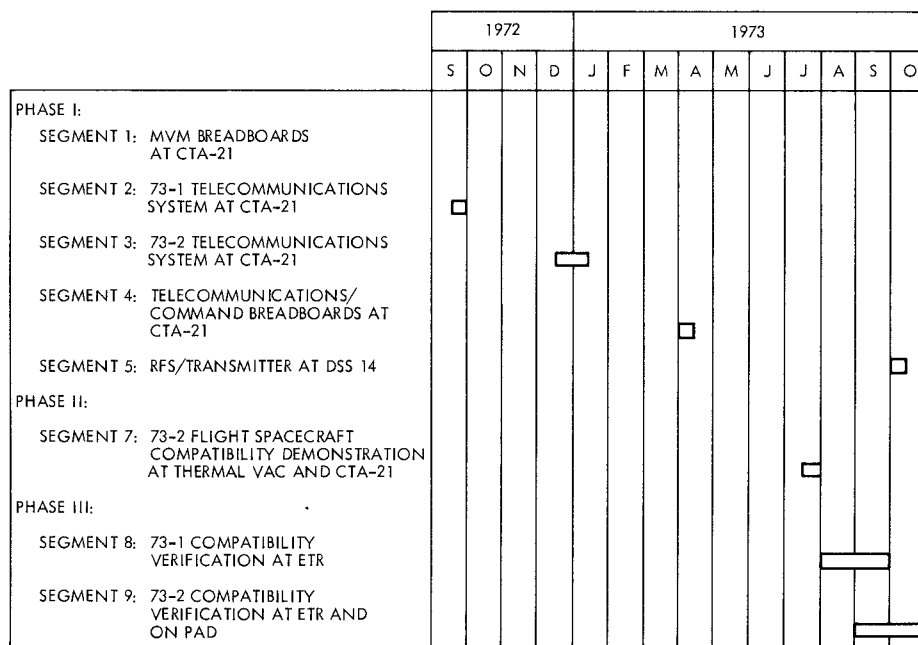 1972 1973
S O N D J F M A M J J A S O
PHASE I:
SEGMENT 1: MVM BREADBOARDS
AT CTA-21
SEGMENT 2: 73-1 TELECOMMUNICATIONS
SYSTEM AT CTA-21
SEGMENT 3: 73-2 TELECOMMUNICATIONS
SYSTEM AT CTA-21
SEGMENT 4: TELECOMMUNICATIONS/
COMMAND BREADBOARDS AT
CTA-21
SEGMENT 5: RFS/TRANSMITTER AT DSS 14
PHASE II:
SEGMENT 7: 73-2 FLIGHT SPACECRAFT
COMPATIBILITY DEMONSTRATION
AT THERMAL VAC AND CTA-21
PHASE III:
SEGMENT 8: 73-1 COMPATIBILITY
VERIFICATION AT ETR
SEGMENT 9: 73-2 COMPATIBILITY
VERIFICATION AT ETR AND
ON PAD